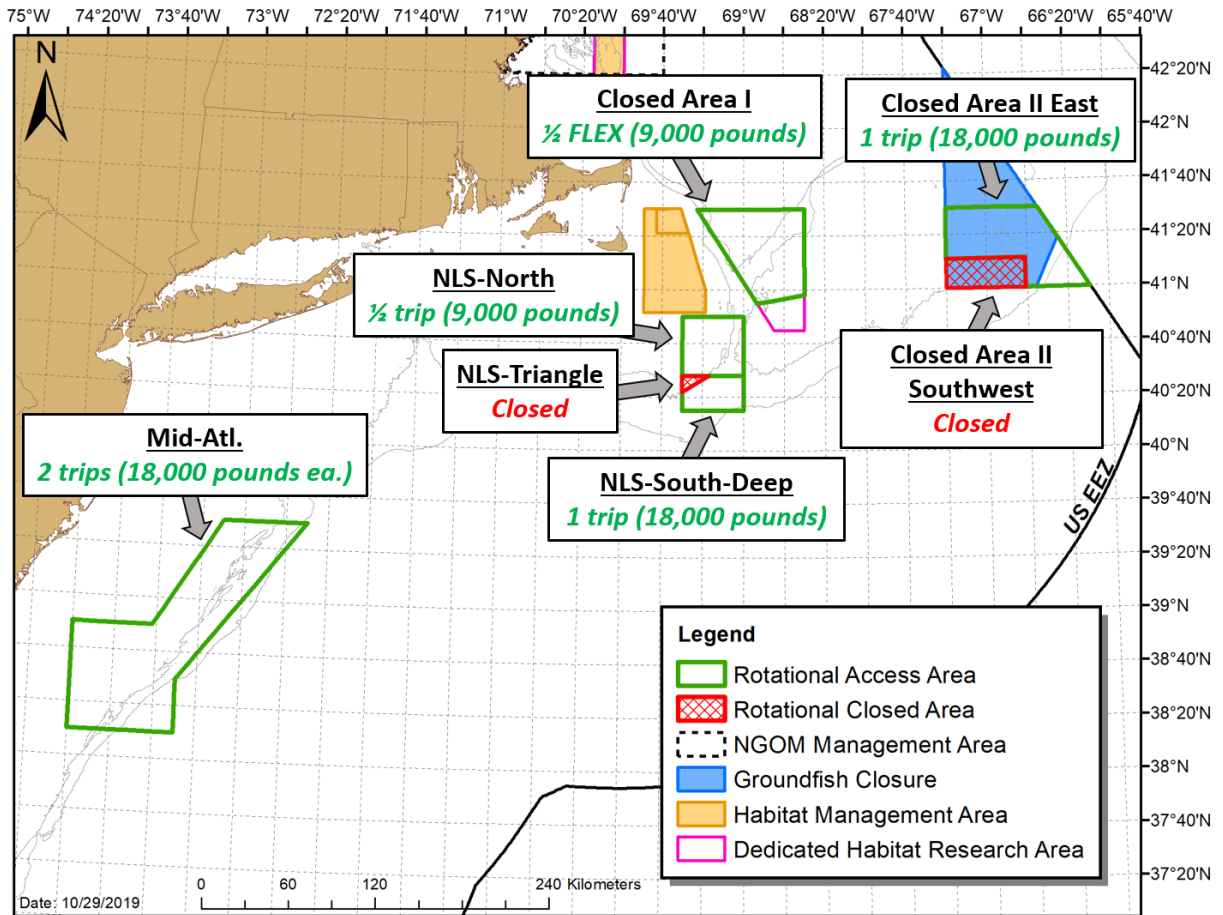 75°W 74°20'W 73°40'W 73°W 72°20'W 71°40'W 71°W 70°20'W 69°40'W 69°W 68°20'W 67°40'W 67°W 66°20'W 65°40'W
N
42°20'N
Closed Area I
½ FLEX (9,000 pounds)
Closed Area II East
1 trip (18,000 pounds)
42°N
41°40'N
41°20'N
NLS-North
½ trip (9,000 pounds)
41°N
40°40'N
NLS-Triangle
Closed
Closed Area II
Southwest
Closed
40°20'N
Mid-Atl.
2 trips (18,000 pounds ea.)
40°N
NLS-South-Deep
1 trip (18,000 pounds)
39°40'N
US EEZ
39°20'N
39°N
Legend
Rotational Access Area
38°40'N
Rotational Closed Area
38°20'N
NGOM Management Area
38°N
Groundfish Closure
Habitat Management Area
37°40'N
Dedicated Habitat Research Area
37°20'N
0 60 120 240 Kilometers
Date: 10/29/2019